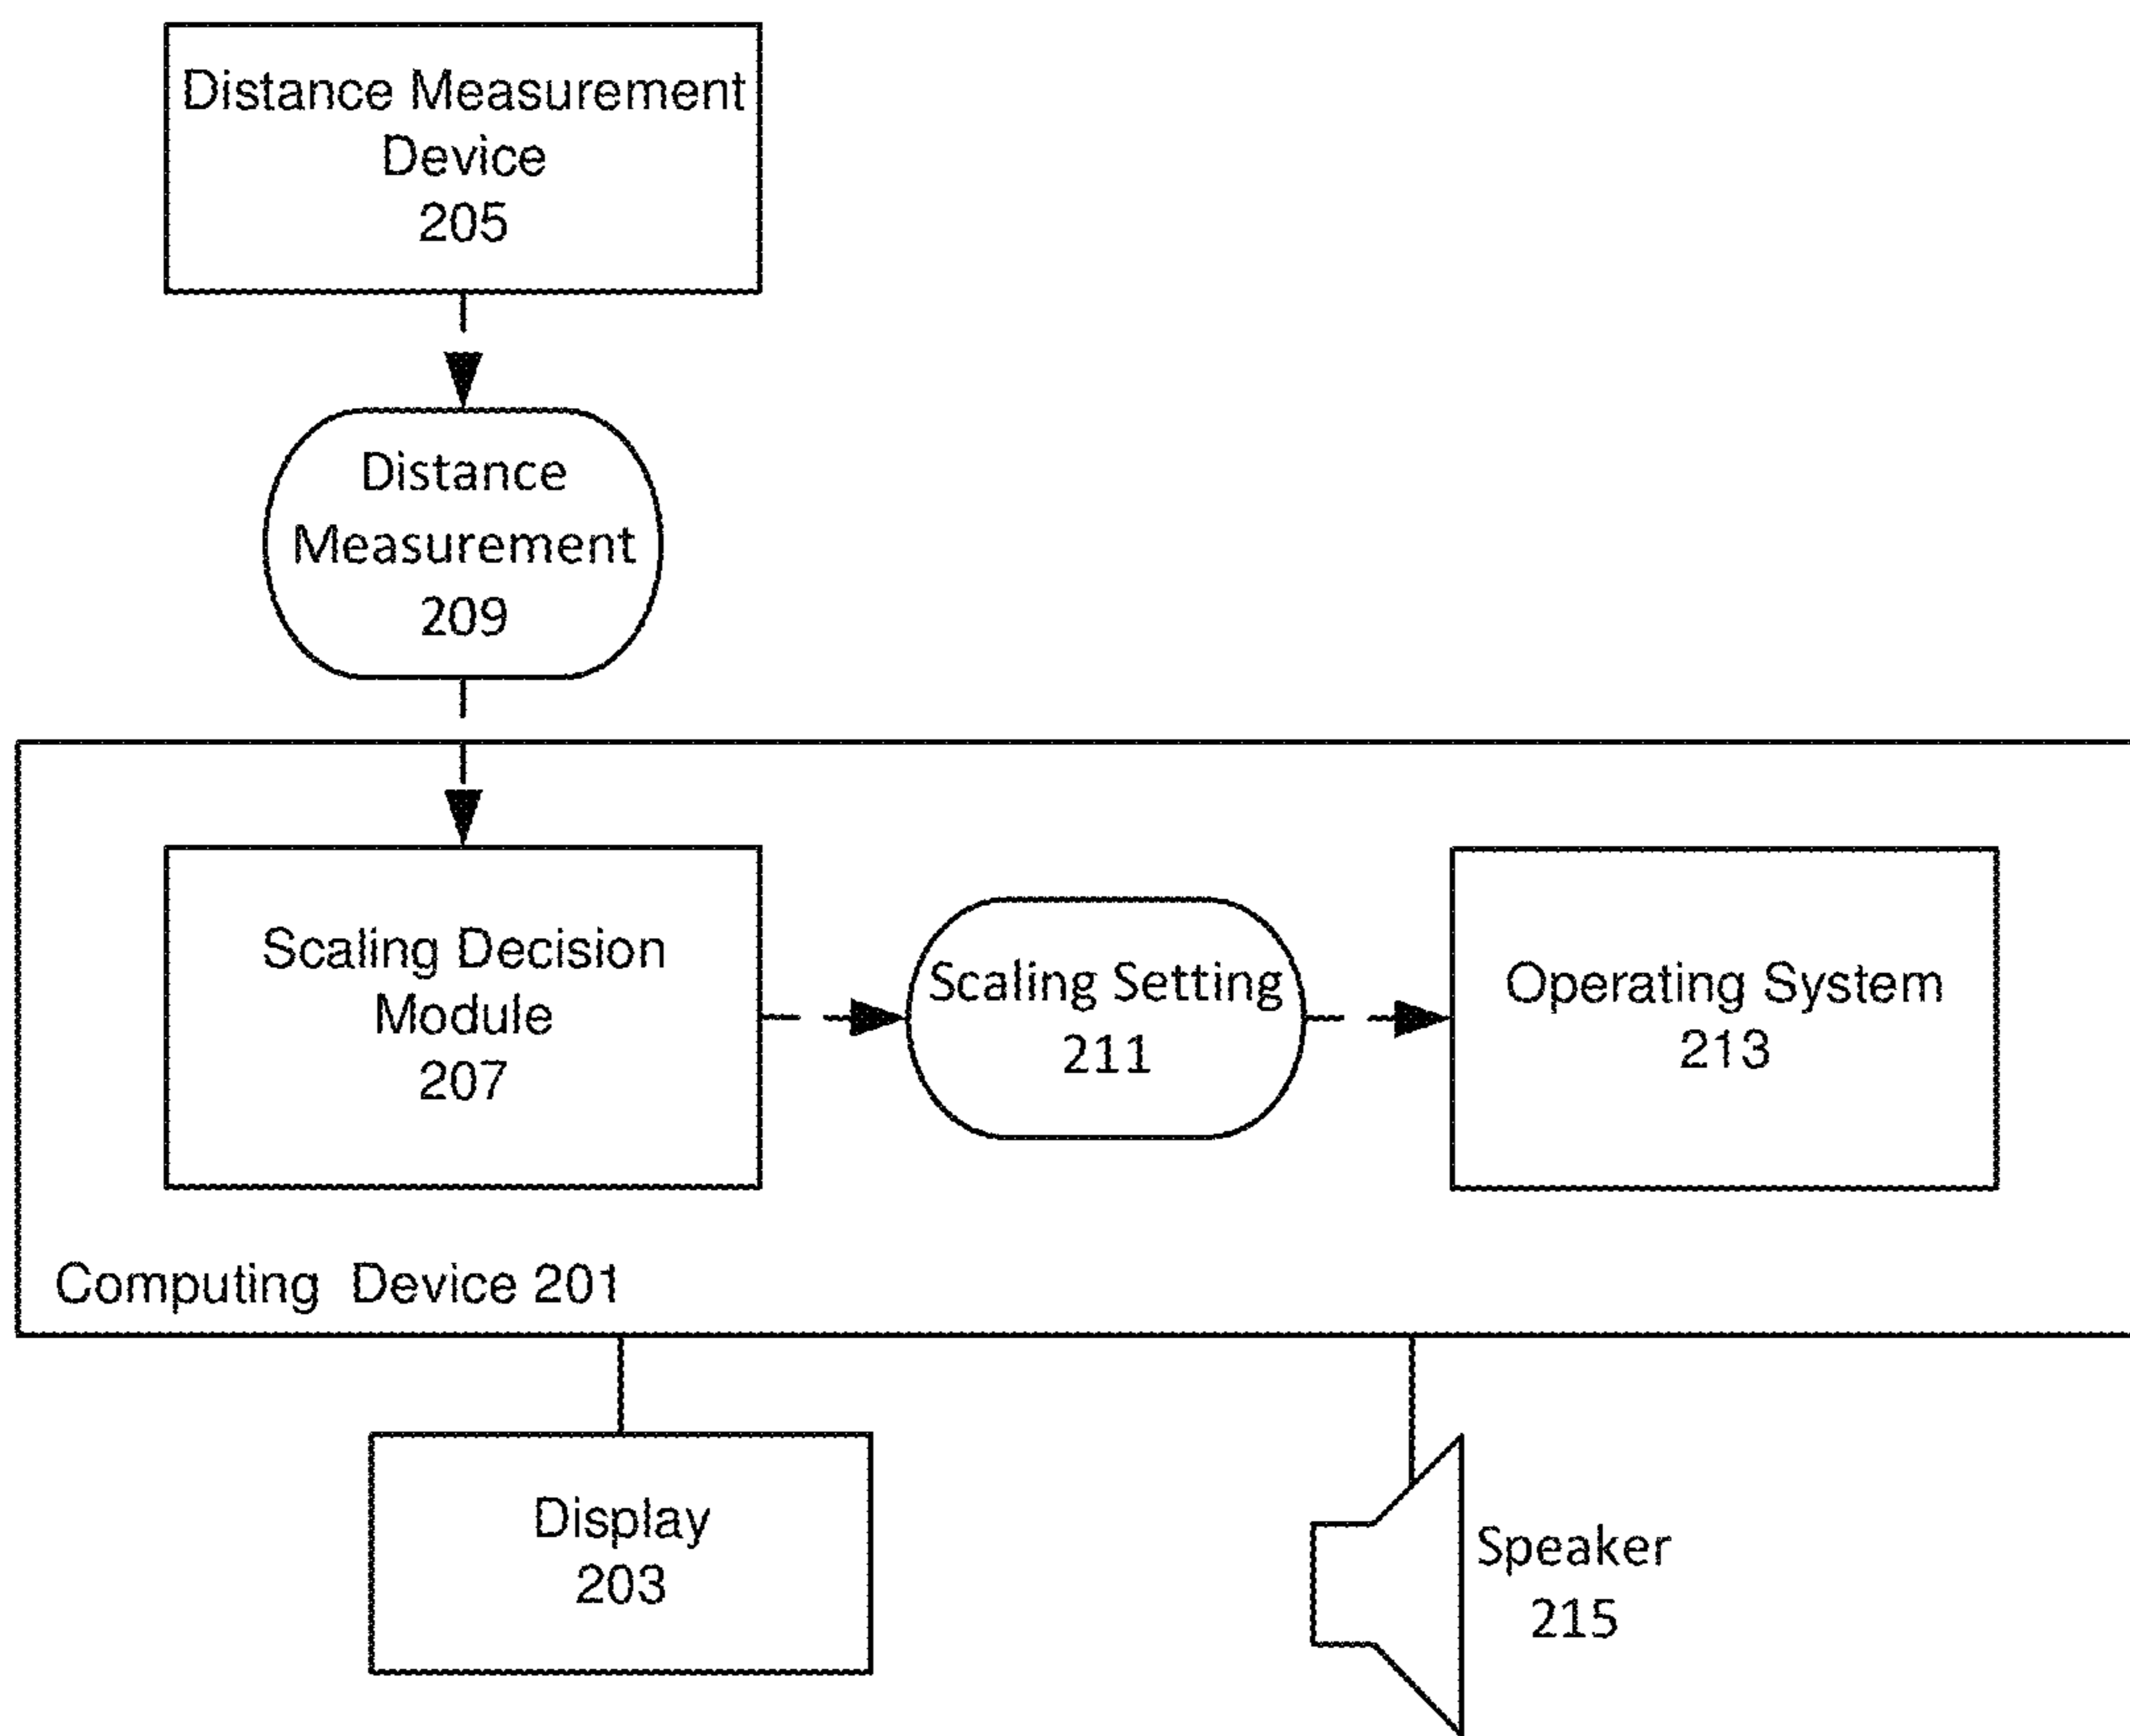 Distance Measurement
Device
205
Distance
Measurement
209
Scaling Decision
Module
207
Scaling Setting
211
Operating System
213
Computing Device 201
Display
203
Speaker
215